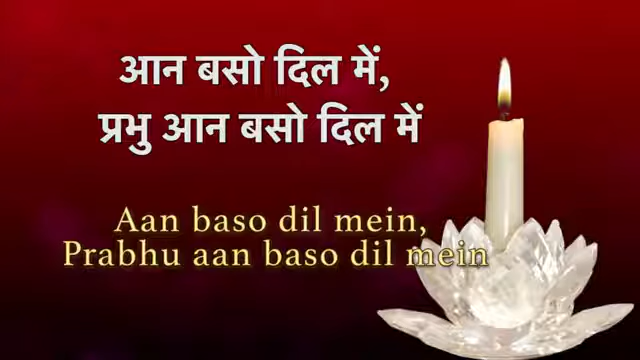 आन बसो दिल में,
प्रभु आन बसो दिल में
Aan baso dil mein,
Prabhu aan baso dil mein